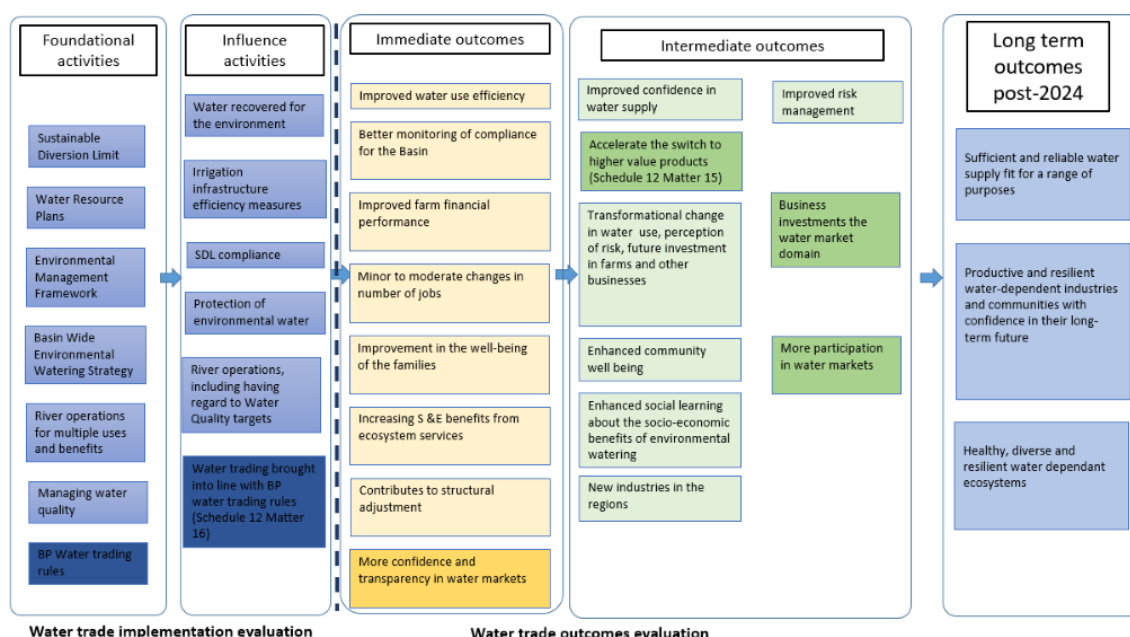 Foundational
activities
Sustainable
Diversion Limit
Water Resource
Plans
Environmental
Management
Framework
Basin Wide
Environmental
Watering Strategy
River operations
for multiple uses
and benefits
Managing water
quality
BP Water trading
rules
Influence
activities
Water recovered for
the environment
Irrigation
infrastructure
efficiency measures
SDL compliance
Protection of
environmental water
River operations,
including having
regard to Water
Quality targets
Water trading brought
into line with BP
water trading rules
(Schedule 12 Matter
16)
Immediate outcomes
Improved water use efficiency
Better monitoring of compliance
for the Basin
Improved farm financial
performance
Minor to moderate changes in
number of jobs
Improvement in the well-being
of the families
Increasing S &E benefits from
ecosystem services
Contributes to structural
adjustment
More confidence and
transparency in water markets
Intermediate outcomes
Improved confidence in
water supply
Accelerate the switch to
higher value products
(Schedule 12 Matter 15)
Transformational change
in water use, perception
of risk, future investment
in farms and other
businesses
Enhanced community
well being
Enhanced social learning
about the socio-economic
benefits of environmental
watering
New industries in the
regions
Improved risk
management
Business
investments the
water market
domain
More participation
in water markets
Long term
outcomes
post-2024
Sufficient and reliable water
supply fit for a range of
purposes
Productive and resilient
water-dependent industries
and communities with
confidence in their long-
term future
Healthy, diverse and
resilient water dependant
ecosystems
Water trade implementation evaluation
Water trade outcomes evaluation